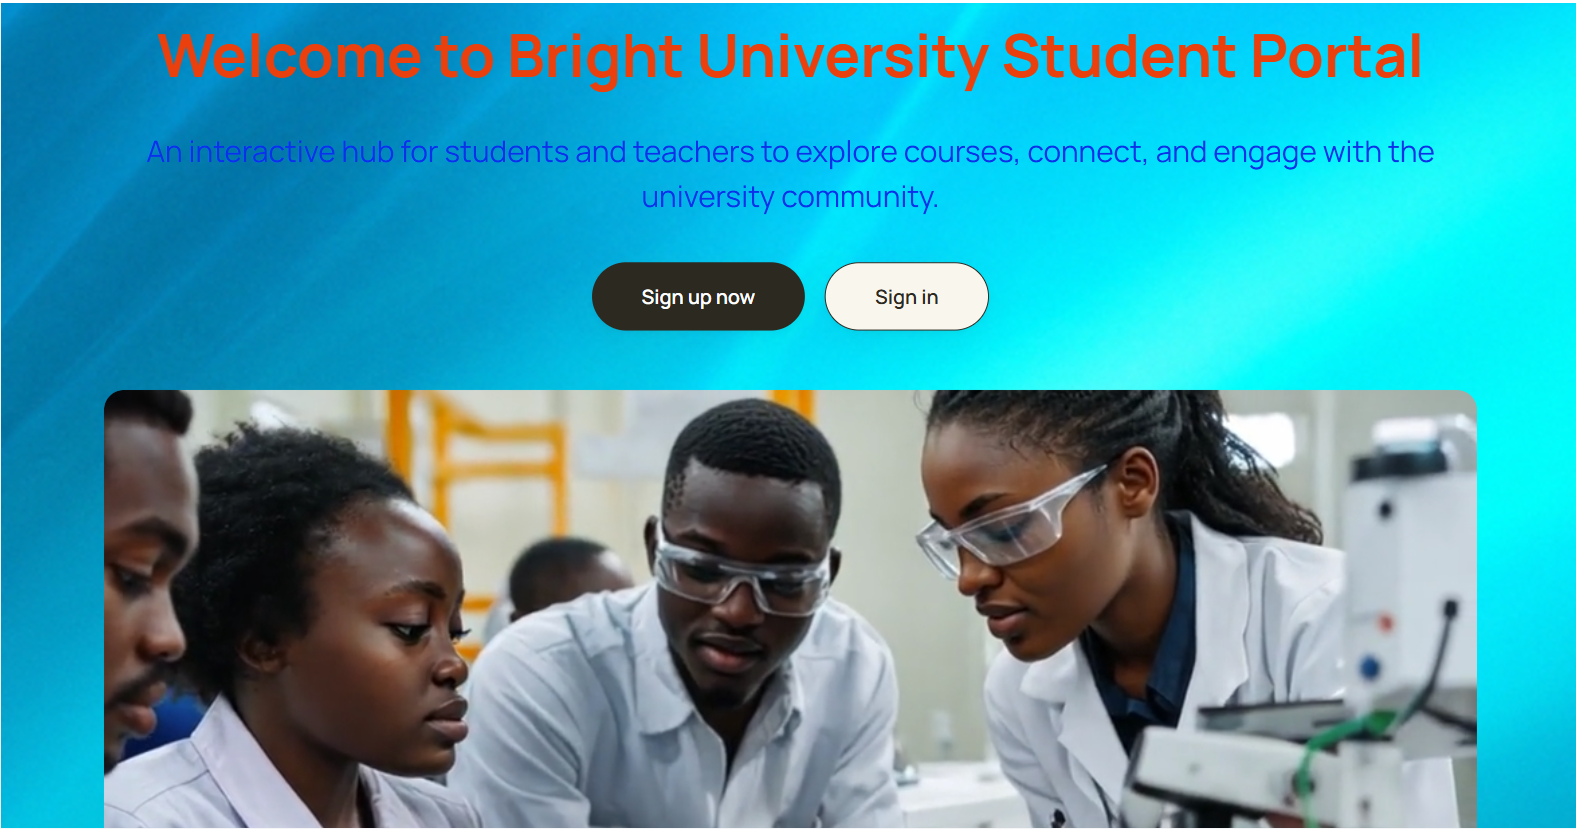 Welcome to Bright University Student Portal
An interactive hub for students and teachers to explore courses, connect, and engage with the
university community.
Sign up now
Sign in